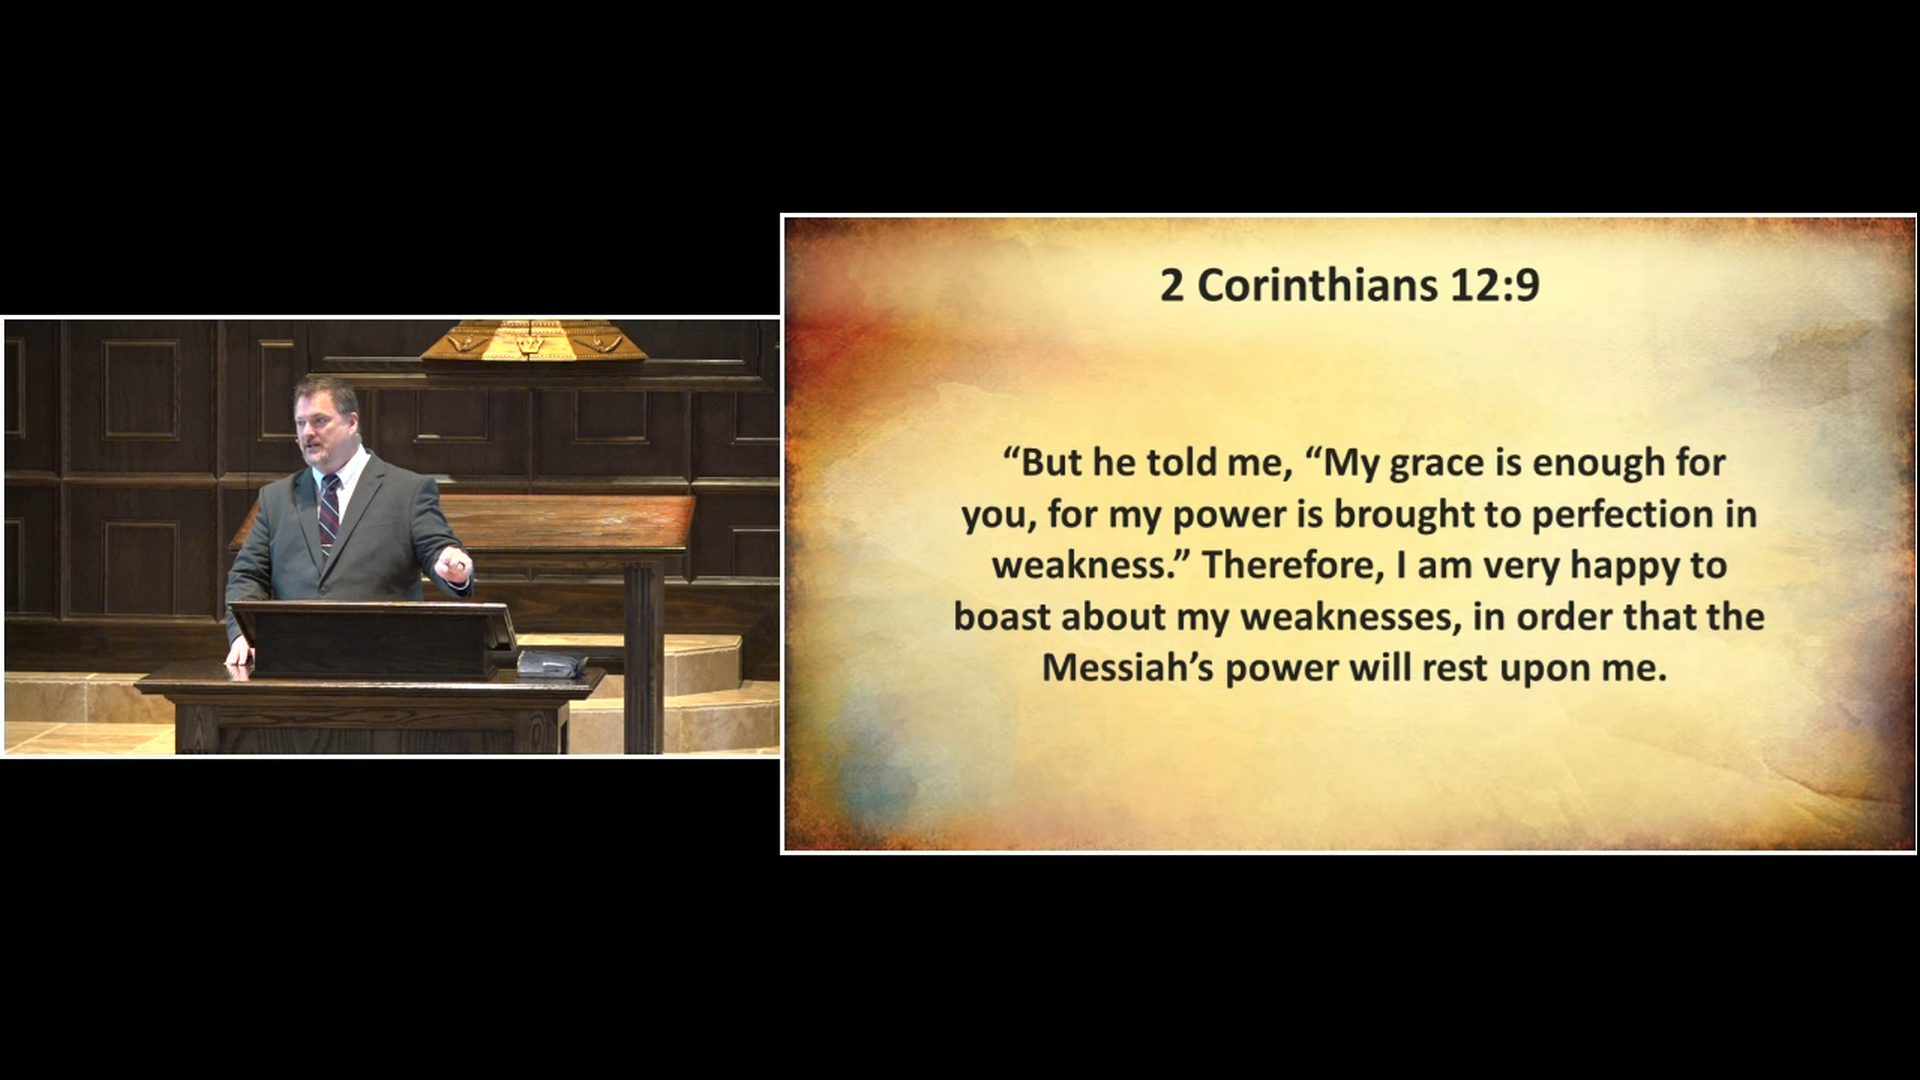 2 Corinthians 12:9
“But he told me, “My grace is enough for
you, for my power is brought to perfection in
weakness.” Therefore, I am very happy to
boast about my weaknesses, in order that the
Messiah’s power will rest upon me.